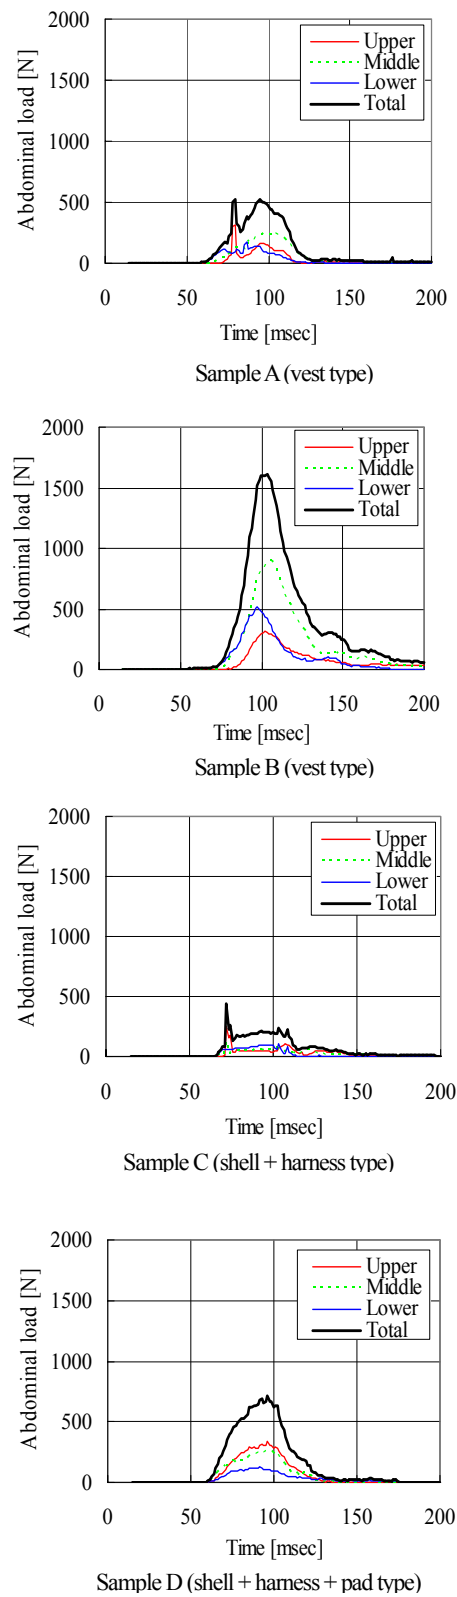 2000
Upper
Middle
Lower
Total
1500
1000
500
0
Abdominal load [N]
0 50 100 150 200
Time [msec]
Sample A (vest type)
2000
Upper
Middle
Lower
Total
1500
1000
500
0
Abdominal load [N]
0 50 100 150 200
Time [msec]
Sample B (vest type)
2000
Upper
Middle
Lower
Total
1500
1000
500
0
Abdominal load [N]
0 50 100 150 200
Time [msec]
Sample C (shell + harness type)
2000
Upper
Middle
Lower
Total
1500
1000
500
0
Abdominal load [N]
0 50 100 150 200
Time [msec]
Sample D (shell + harness + pad type)